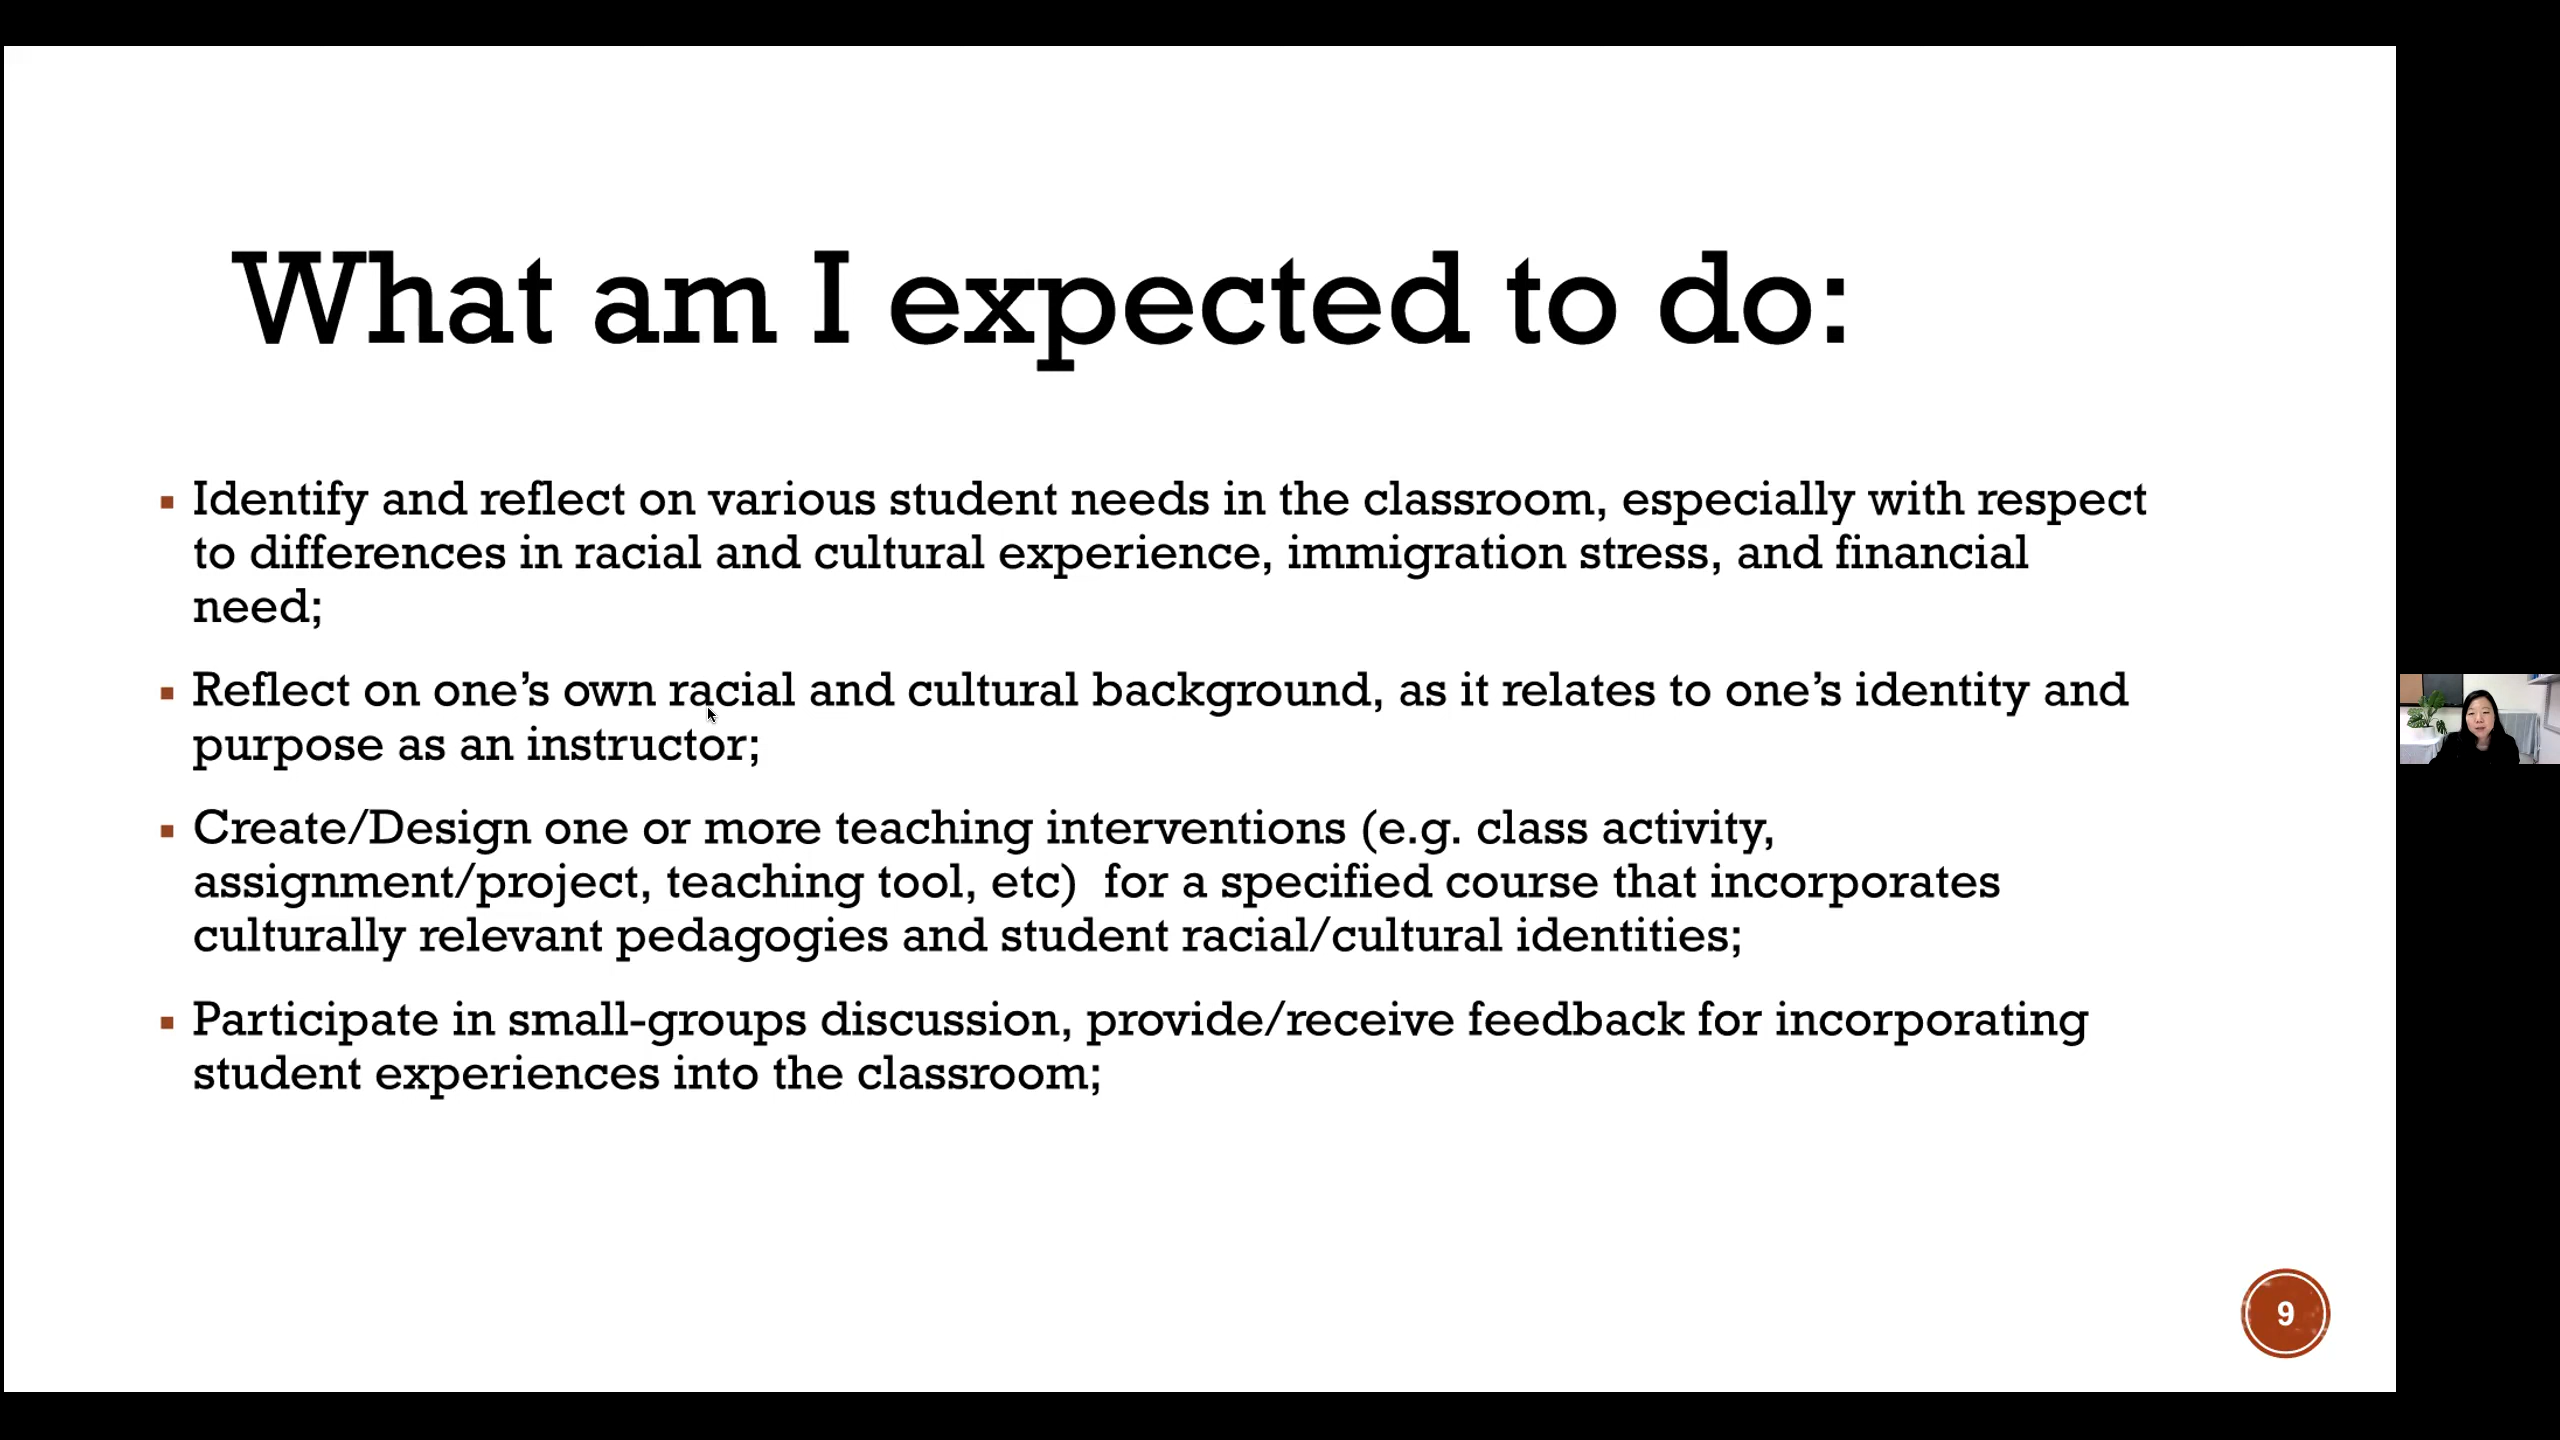 What am I expected to do:
▪ Identify and reflect on various student needs in the classroom, especially with respect
to differences in racial and cultural experience, immigration stress, and financial
need;
▪ Reflect on one’s own racial and cultural background, as it relates to one’s identity and
purpose as an instructor;
▪ Create/Design one or more teaching interventions (e.g. class activity,
assignment/project, teaching tool, etc)  for a specified course that incorporates
culturally relevant pedagogies and student racial/cultural identities;
▪ Participate in small-groups discussion, provide/receive feedback for incorporating
student experiences into the classroom;
9